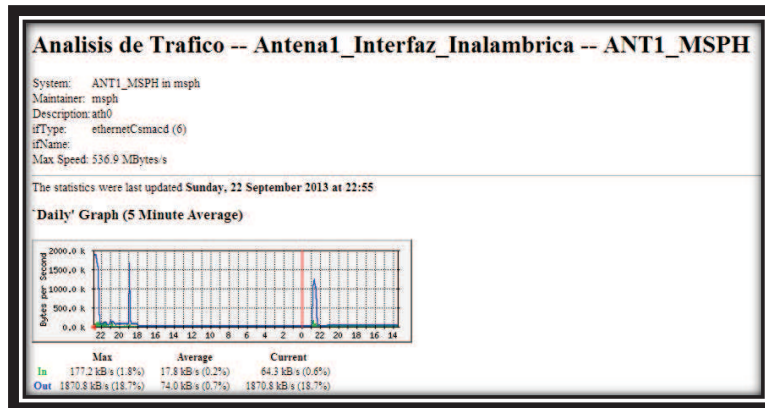 Analisis de Trafico -- Antena1_Interfaz_Inalambrica -- ANT1_MSPH
System: ANT1_MSPH in msph
Maintainer: msph
Description: ath0
ifType: ethernetCsmacd (6)
ifName:
Max Speed: 536.9 MBytes/s
The statistics were last updated Sunday, 22 September 2013 at 22:55
`Daily' Graph (5 Minute Average)
Bytes per Second
2000.0 k
1500.0 k
1000.0 k
500.0 k
0.0 k
22 20 18 16 14 12 10 8 6 4 2 0 22 20 18 16 14
Max Average Current
In 177.2 kB/s (1.8%) 17.8 kB/s (0.2%) 64.3 kB/s (0.6%)
Out 1870.8 kB/s (18.7%) 74.0 kB/s (0.7%) 1870.8 kB/s (18.7%)